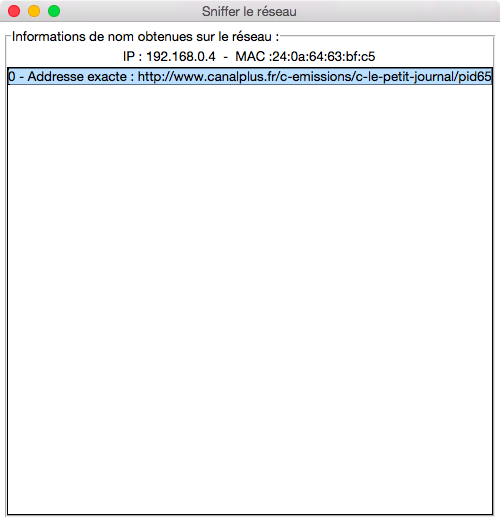 Sniffer le réseau
Informations de nom obtenues sur le réseau :
IP : 192.168.0.4 - MAC :24:0a:64:63:bf:c5
0 - Addresse exacte : http://www.canalplus.fr/c-emissions/c-le-petit-journal/pid65